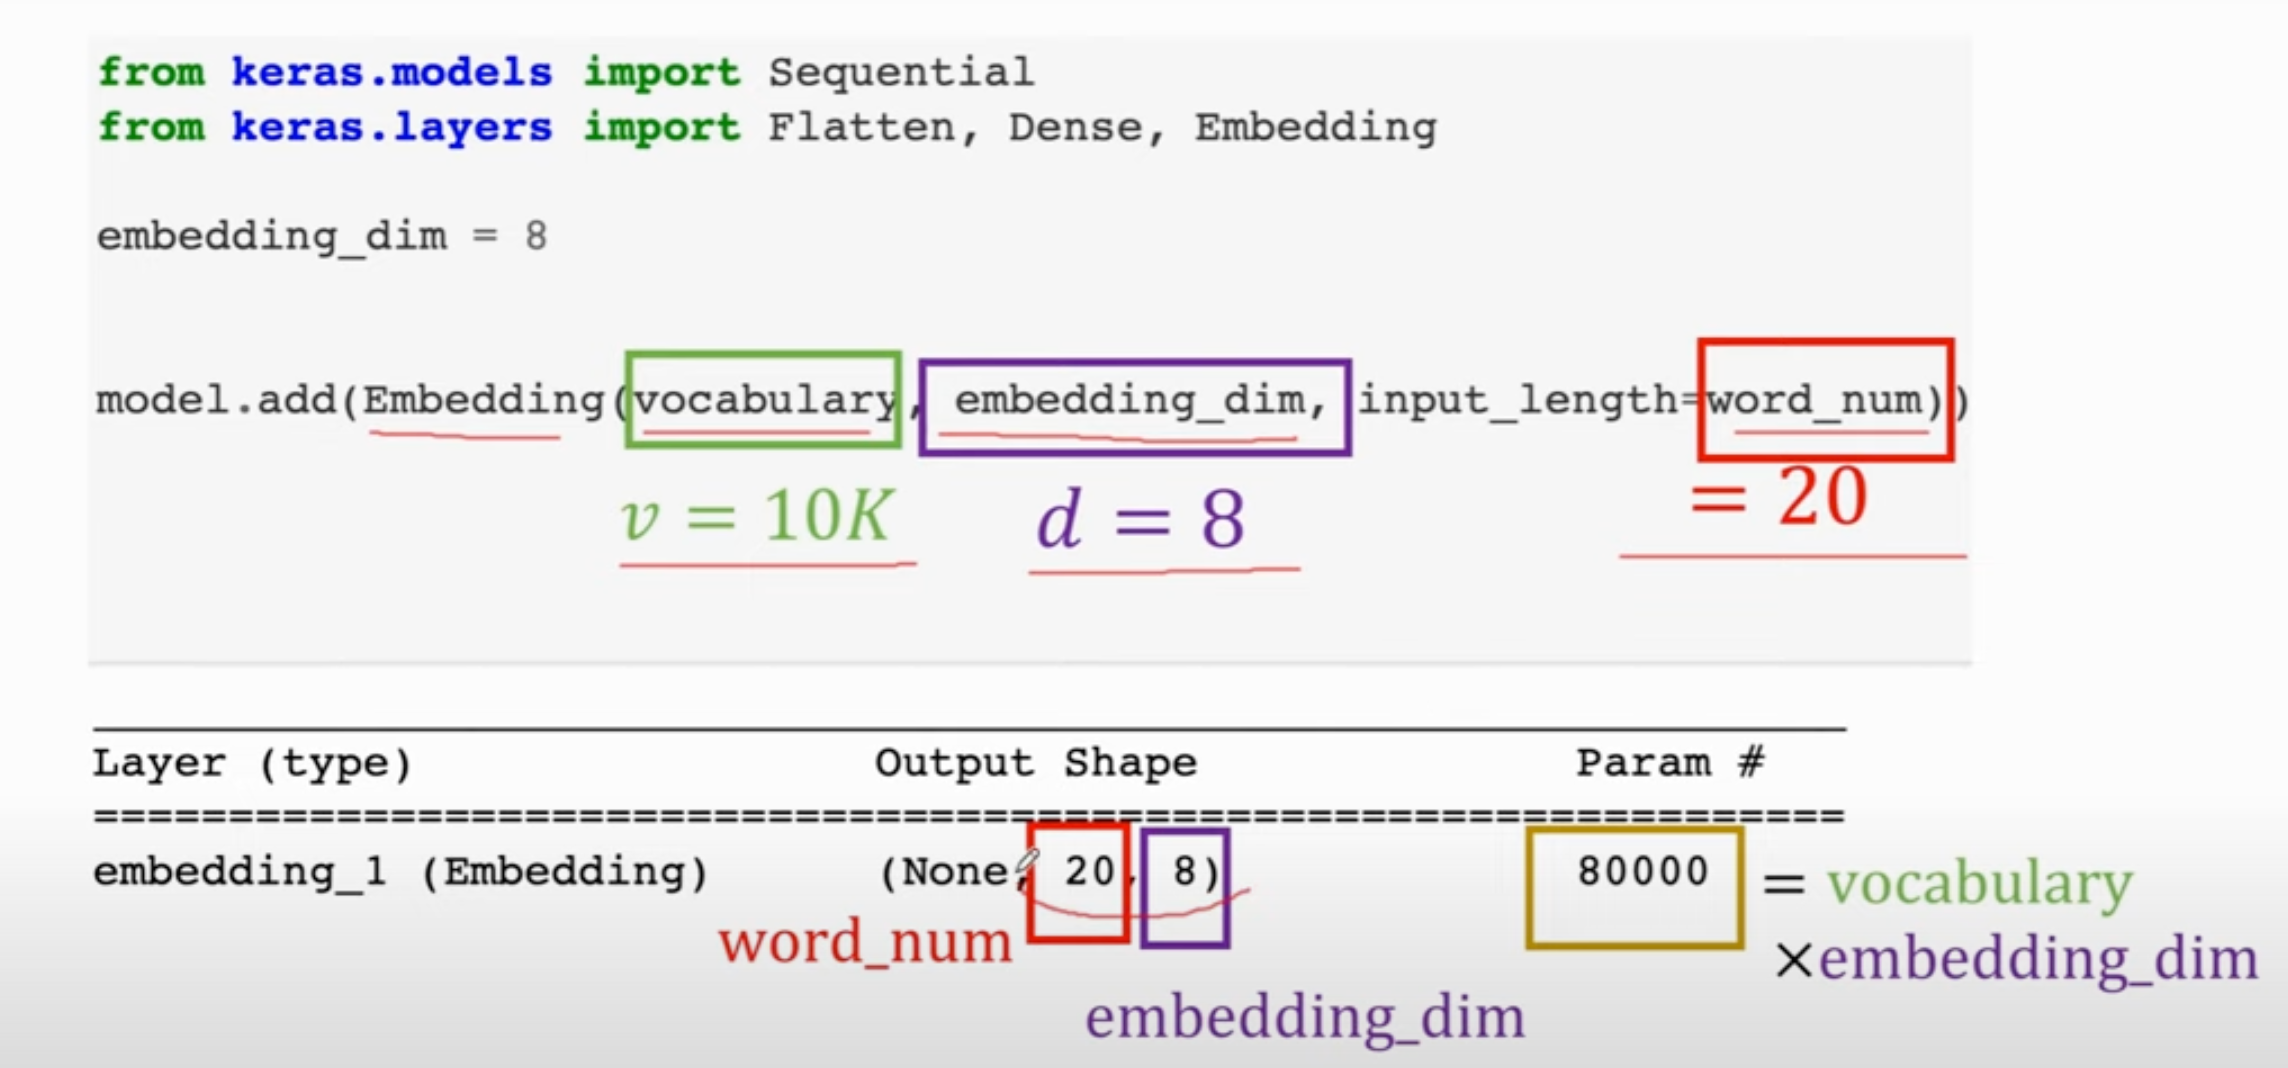 from keras.models import Sequential
from keras.layers import Flatten, Dense, Embedding
embedding_dim = 8
model.add(Embedding(vocabulary, embedding_dim, input_length=word_num))
v = 10K d = 8 = 20
Layer (type) Output Shape Param #
=================================================================
embedding_1 (Embedding) (None, 20, 8) 80000 = vocabulary
word_num ×embedding_dim
embedding_dim